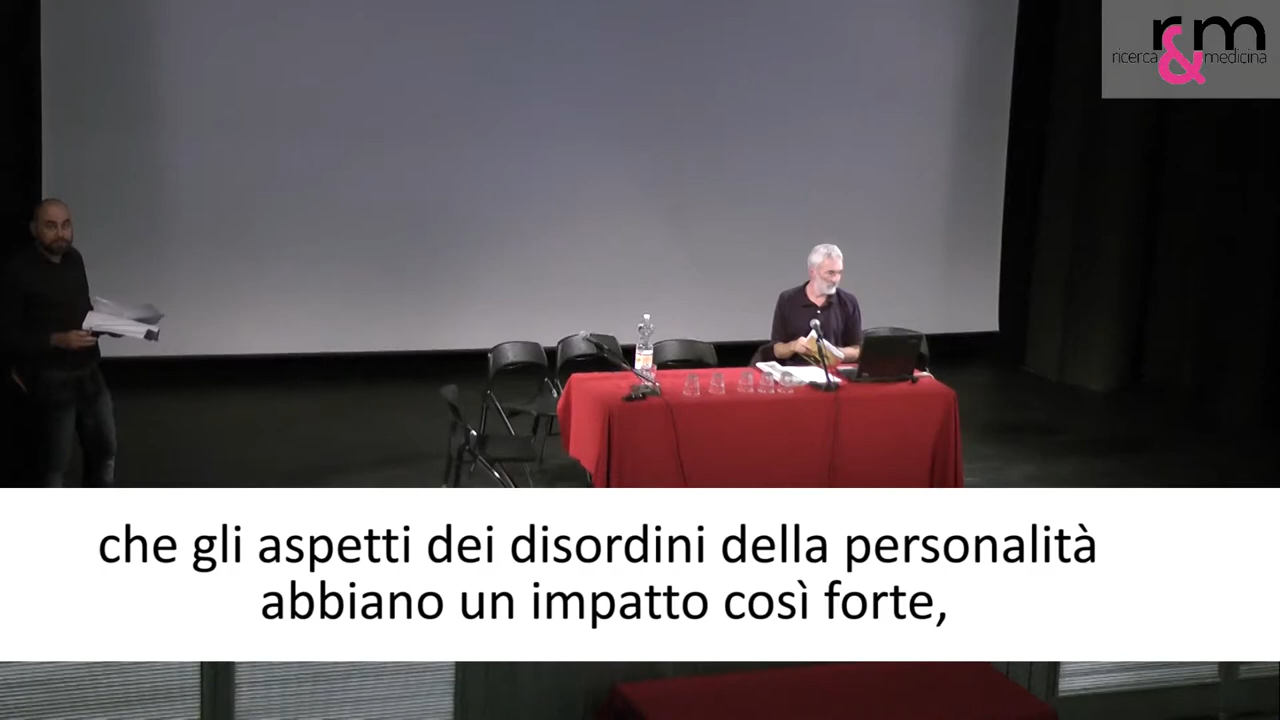 r&m
ricerca medicina
che gli aspetti dei disordini della personalità
abbiano un impatto così forte,